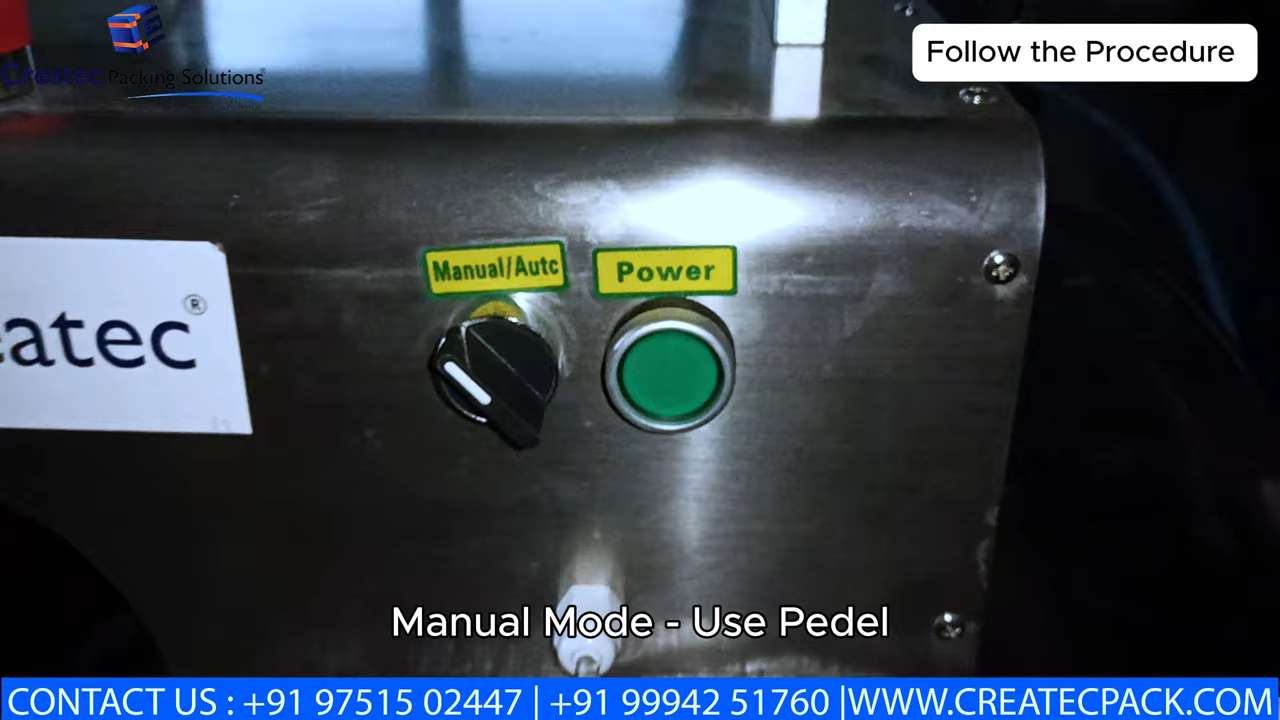 Createc Packing Solutions®
Follow the Procedure
Manual/Autc
Power
eatec®
Manual Mode - Use Pedel
CONTACT US : +91 97515 02447 | +91 99942 51760 |WWW.CREATECPACK.COM